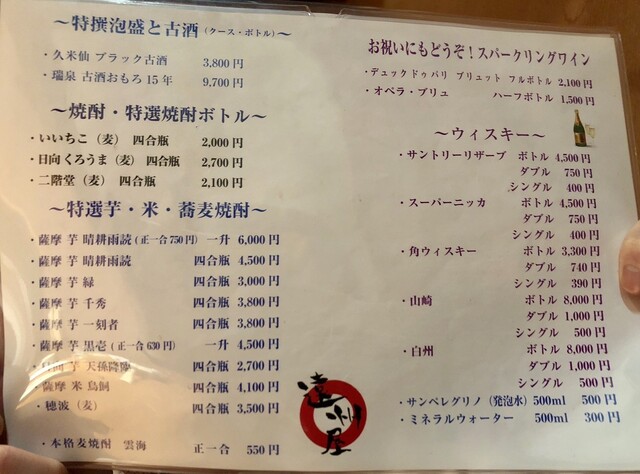 ～特撰泡盛と古酒（クース・ボトル）～
・久米仙 ブラック古酒 3,800円
・瑞泉 古酒おもろ15年 9,700円
～焼酎・特選焼酎ボトル～
・いいちこ（麦） 四合瓶 2,000円
・日向くろうま（麦） 四合瓶 2,700円
・二階堂（麦） 四合瓶 2,100円
～特選芋・米・蕎麦焼酎～
・薩摩 芋 晴耕雨読（正一合750円） 一升 6,000円
・薩摩 芋 晴耕雨読 四合瓶 4,500円
・薩摩 芋 緑 四合瓶 3,000円
・薩摩 芋 千秀 四合瓶 3,800円
・薩摩 芋 一刻者 四合瓶 3,800円
・薩摩 芋 黒壱（正一合630円） 一升 4,500円
・日向 芋 天孫降臨 四合瓶 2,700円
・薩摩 米 鳥飼 四合瓶 4,100円
・穂波（麦） 四合瓶 3,500円
・本格麦焼酎 雲海 正一合 550円
お祝いにもどうぞ！スパークリングワイン
・デュック ドゥ パリ ブリュット フルボトル 2,100円
・オペラ・ブリュ ハーフボトル 1,500円
～ウィスキー～
・サントリーリザーブ ボトル 4,500円
ダブル 750円
シングル 400円
・スーパーニッカ ボトル 4,500円
ダブル 750円
シングル 400円
・角ウィスキー ボトル 3,300円
ダブル 740円
シングル 390円
・山崎 ボトル 8,000円
ダブル 1,000円
シングル 500円
・白州 ボトル 8,000円
ダブル 1,000円
シングル 500円
・サンペレグリノ（発泡水） 500ml 500円
・ミネラルウォーター 500ml 300円
遠州屋